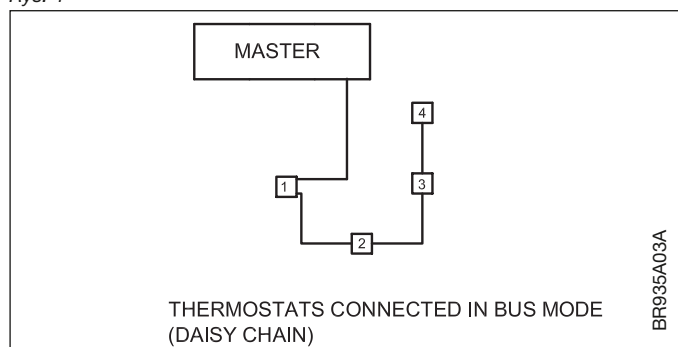 MASTER
4
1
3
2
THERMOSTATS CONNECTED IN BUS MODE
(DAISY CHAIN)
BR935A03A